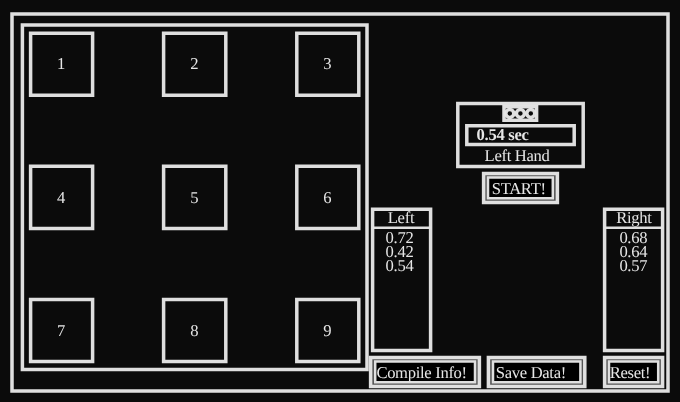 1 2 3
4 5 6
7 8 9
0.54 sec
Left Hand
START!
Left
0.72
0.42
0.54
Right
0.68
0.64
0.57
Compile Info!
Save Data!
Reset!